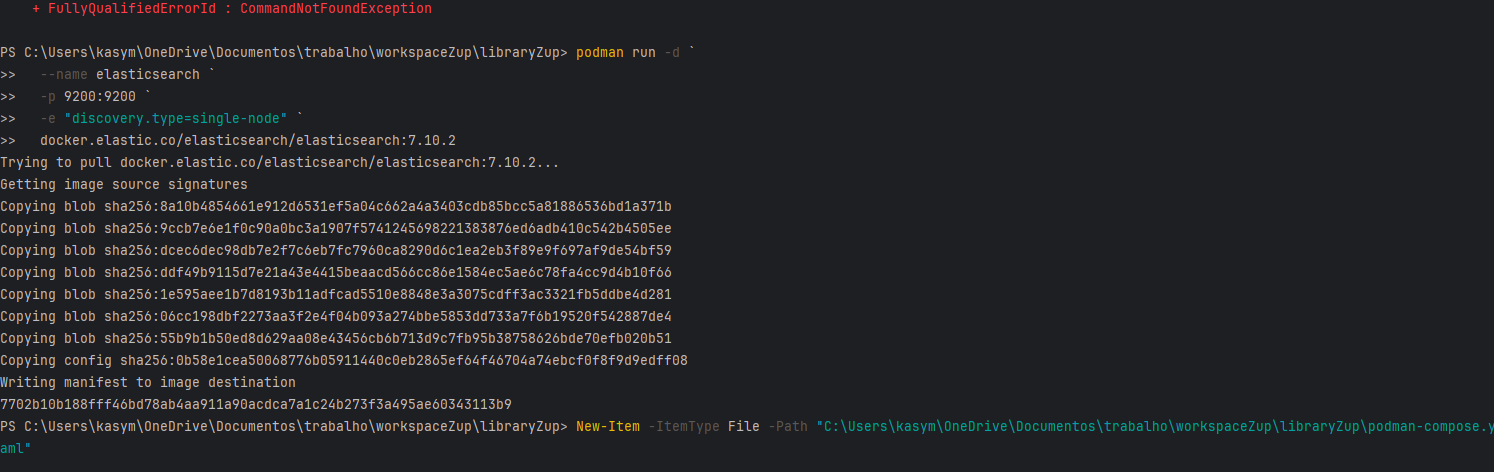 + FullyQualifiedErrorId : CommandNotFoundException
PS C:\Users\kasym\OneDrive\Documentos\trabalho\workspaceZup\libraryZup> podman run -d `
>>   --name elasticsearch `
>>   -p 9200:9200 `
>>   -e "discovery.type=single-node" `
>>   docker.elastic.co/elasticsearch/elasticsearch:7.10.2
Trying to pull docker.elastic.co/elasticsearch/elasticsearch:7.10.2...
Getting image source signatures
Copying blob sha256:8a10b4854661e912d6531ef5a04c662a4a3403cdb85bcc5a81886536bd1a371b
Copying blob sha256:9ccb7e6e1f0c90a0bc3a1907f5741245698221383876ed6adb410c542b4505ee
Copying blob sha256:dcec6dec98db7e2f7c6eb7fc7960ca8290d6c1ea2eb3f89e9f697af9de54bf59
Copying blob sha256:ddf49b9115d7e21a43e4415beaacd566cc86e1584ec5ae6c78fa4cc9d4b10f66
Copying blob sha256:1e595aee1b7d8193b11adfcad5510e8848e3a3075cdff3ac3321fb5ddbe4d281
Copying blob sha256:06cc198dbf2273aa3f2e4f04b093a274bbe5853dd733a7f6b19520f542887de4
Copying blob sha256:55b9b1b50ed8d629aa08e43456cb6b713d9c7fb95b38758626bde70efb020b51
Copying config sha256:0b58e1cea50068776b05911440c0eb2865ef64f46704a74ebcf0f8f9d9edff08
Writing manifest to image destination
7702b10b188fff46bd78ab4aa911a90acdca7a1c24b273f3a495ae60343113b9
PS C:\Users\kasym\OneDrive\Documentos\trabalho\workspaceZup\libraryZup> New-Item -ItemType File -Path "C:\Users\kasym\OneDrive\Documentos\trabalho\workspaceZup\libraryZup\podman-compose.y
aml"